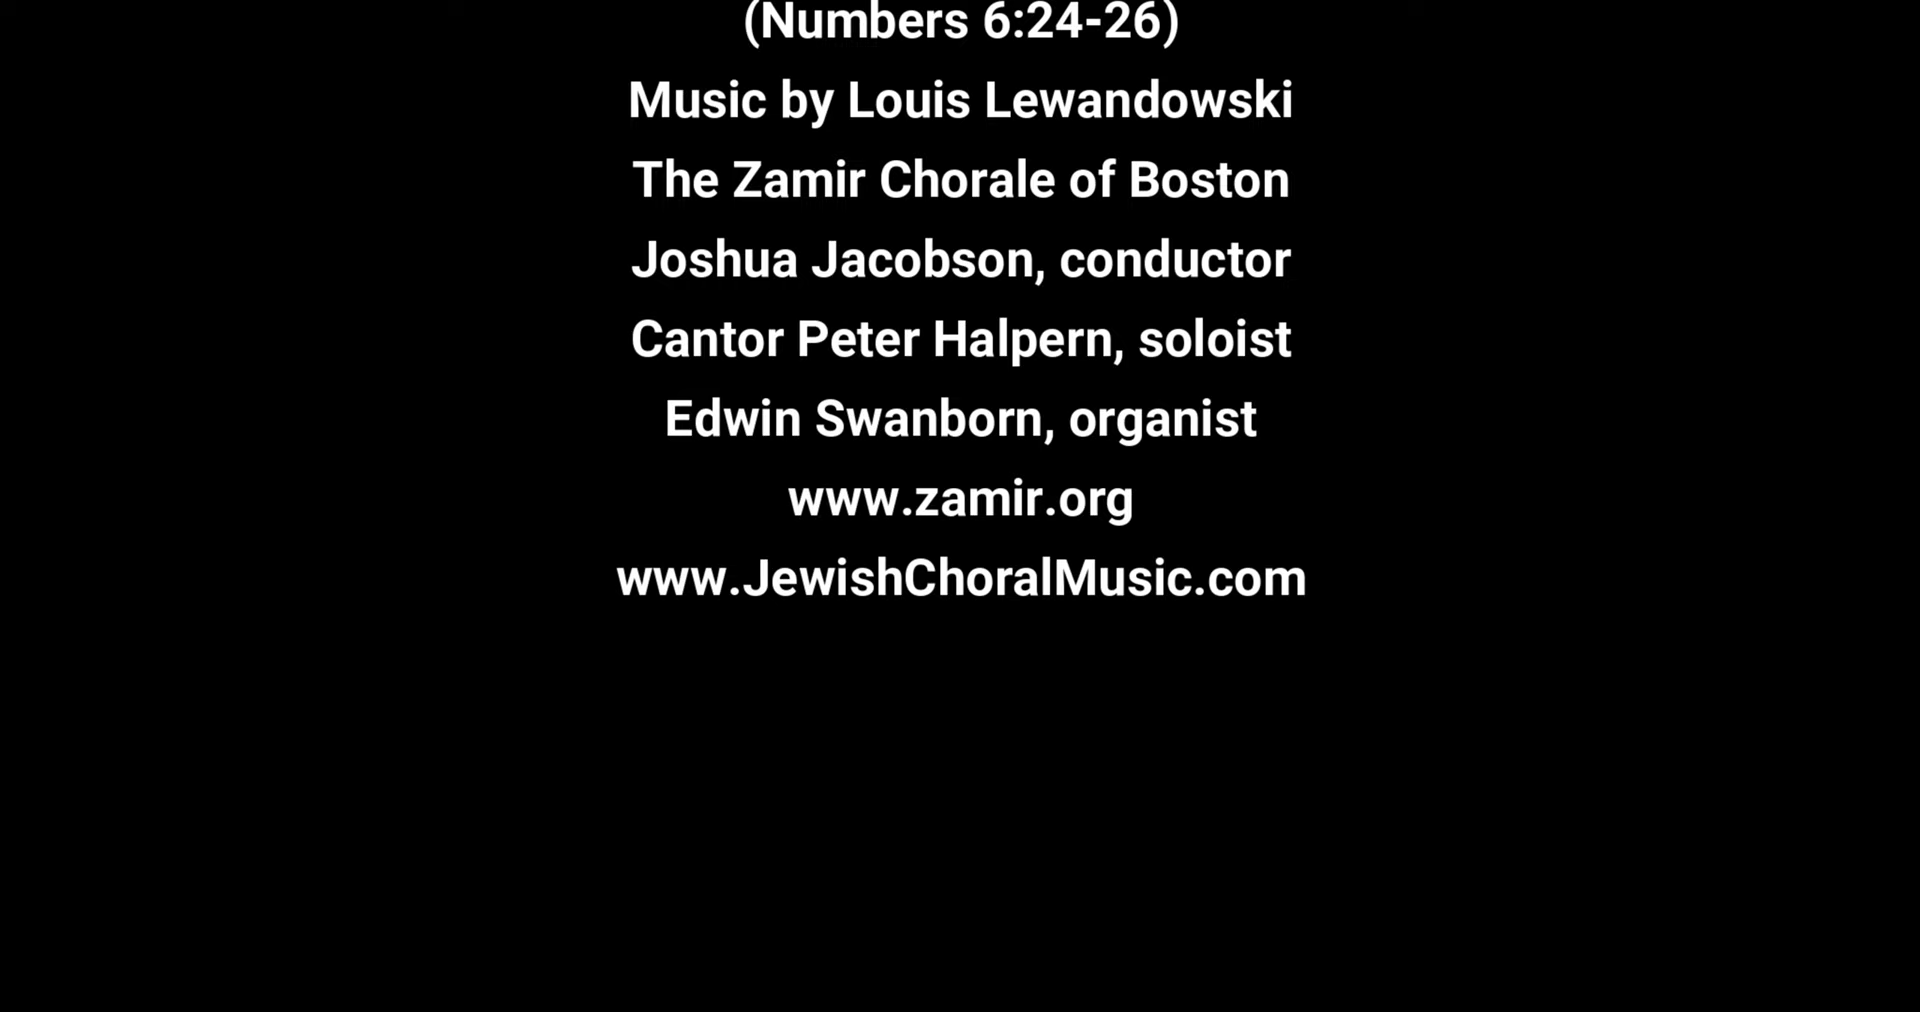 (Numbers 6:24-26)
Music by Louis Lewandowski
The Zamir Chorale of Boston
Joshua Jacobson, conductor
Cantor Peter Halpern, soloist
Edwin Swanborn, organist
www.zamir.org
www.JewishChoralMusic.com